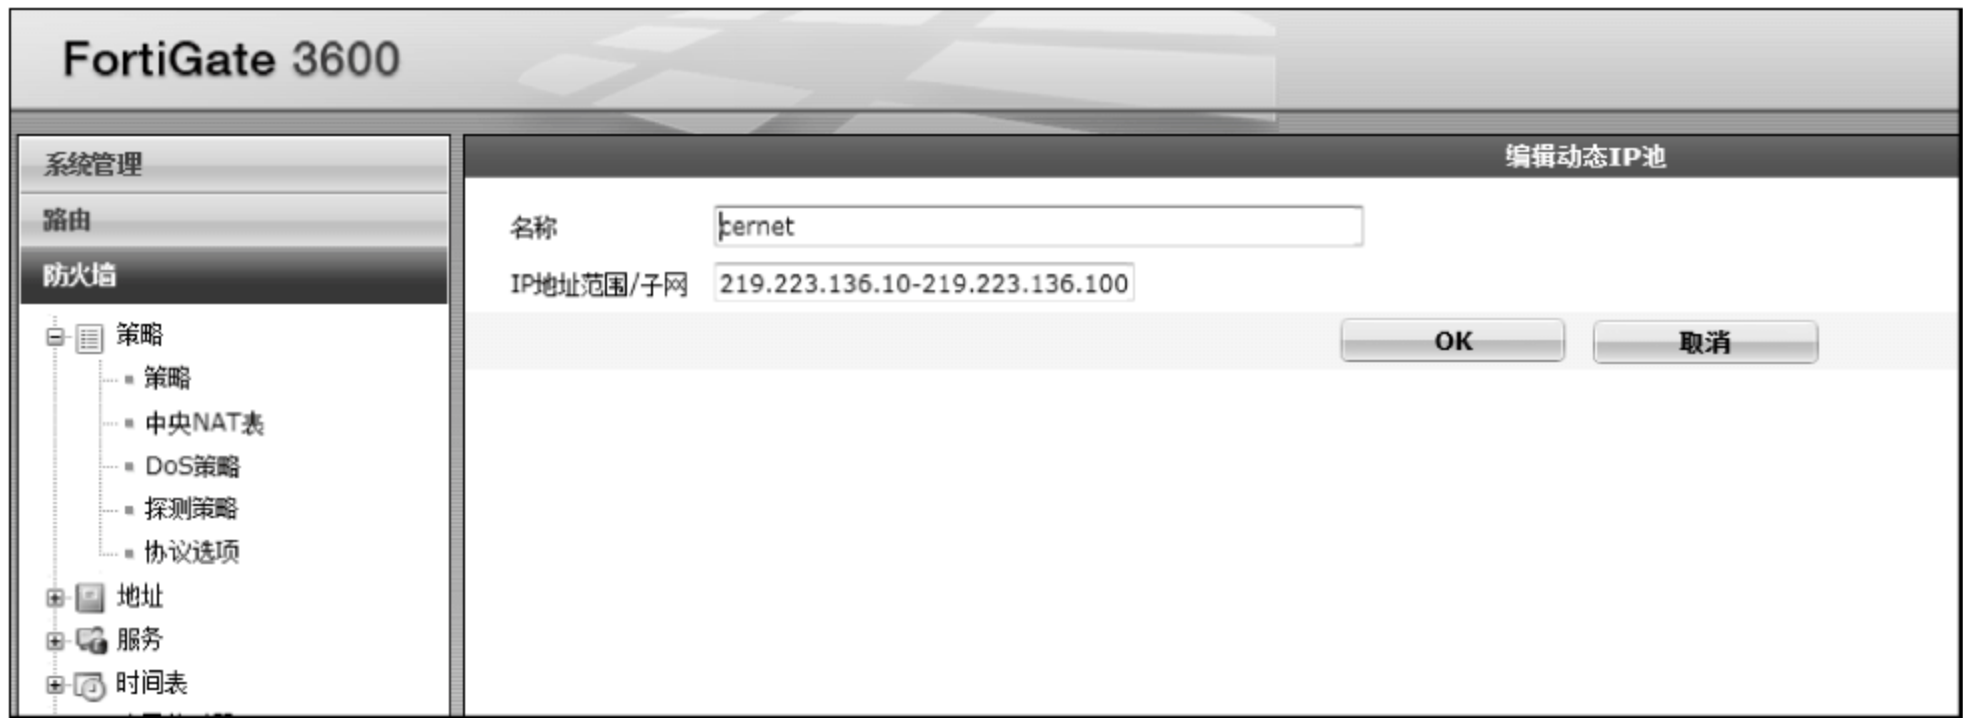 FortiGate 3600
系统管理
路由
防火墙
策略
策略
中央NAT表
DoS策略
探测策略
协议选项
地址
服务
时间表
编辑动态IP池
名称 cernet
IP地址范围/子网 219.223.136.10-219.223.136.100
OK 取消